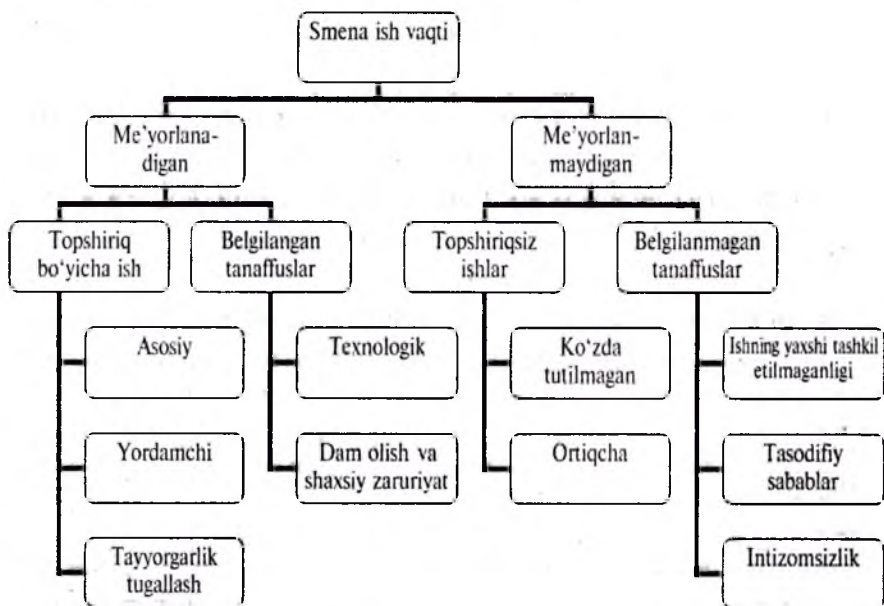 Smena ish vaqti
Me'yorlana-
digan
Me'yorlan-
maydigan
Topshiriq
bo‘yicha ish
Belgilangan
tanaffuslar
Topshiriqsiz
ishlar
Belgilanmagan
tanaffuslar
Asosiy
Texnologik
Ko‘zda
tutilmagan
Ishning yaxshi tashkil
etilmaganligi
Yordamchi
Dam olish va
shaxsiy zaruriyat
Ortiqcha
Tasodifiy
sabablar
Tayyorgarlik
tugallash
Intizomsizlik